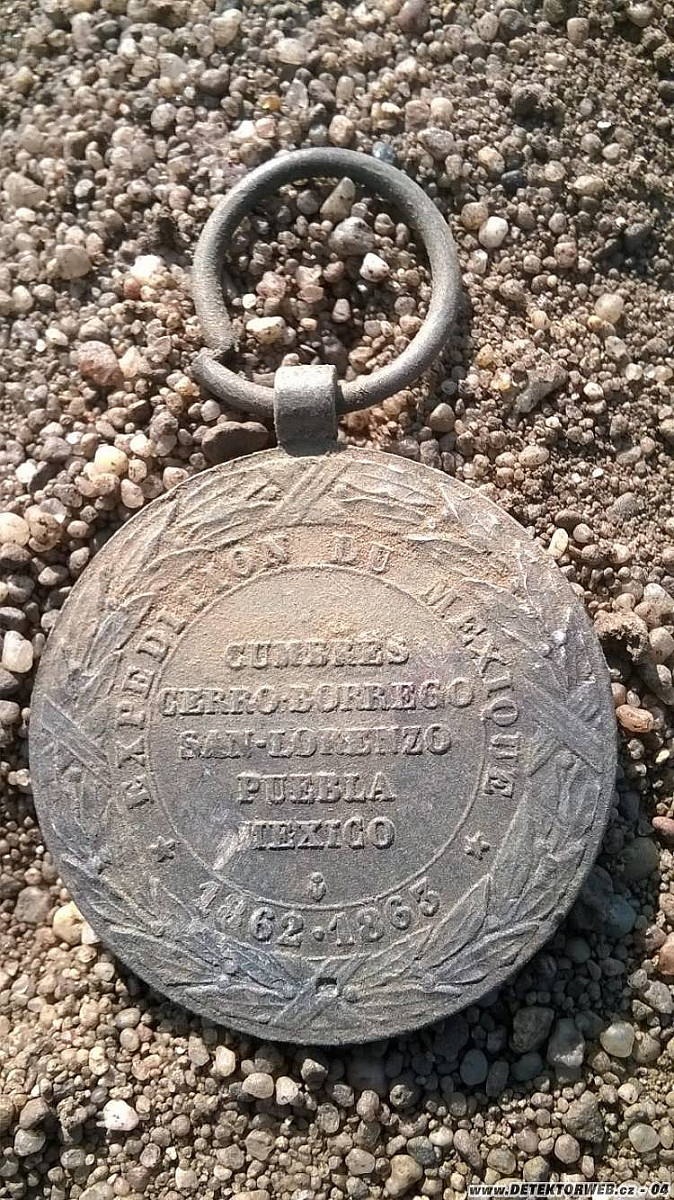 EXPEDITION DU MEXIQUE
CUMBRES
CERRO-BORREGO
SAN-LORENZO
PUEBLA
MEXICO
1862 · 1863
www.DETEKTORWEB.cz - 04